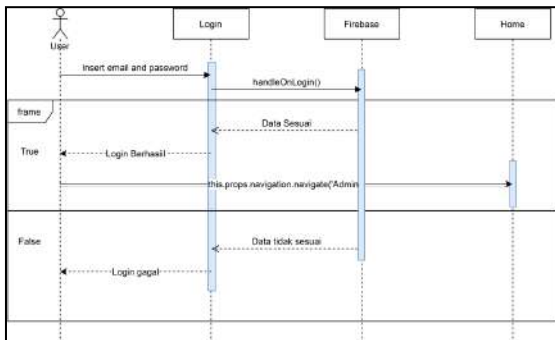 Login
Firebase
Home
User
Insert email and password
handleOnLogin()
frame
Data Sesuai
True
Login Berhasil
this.props.navigation.navigate('Admin
False
Data tidak sesuai
Login gagal